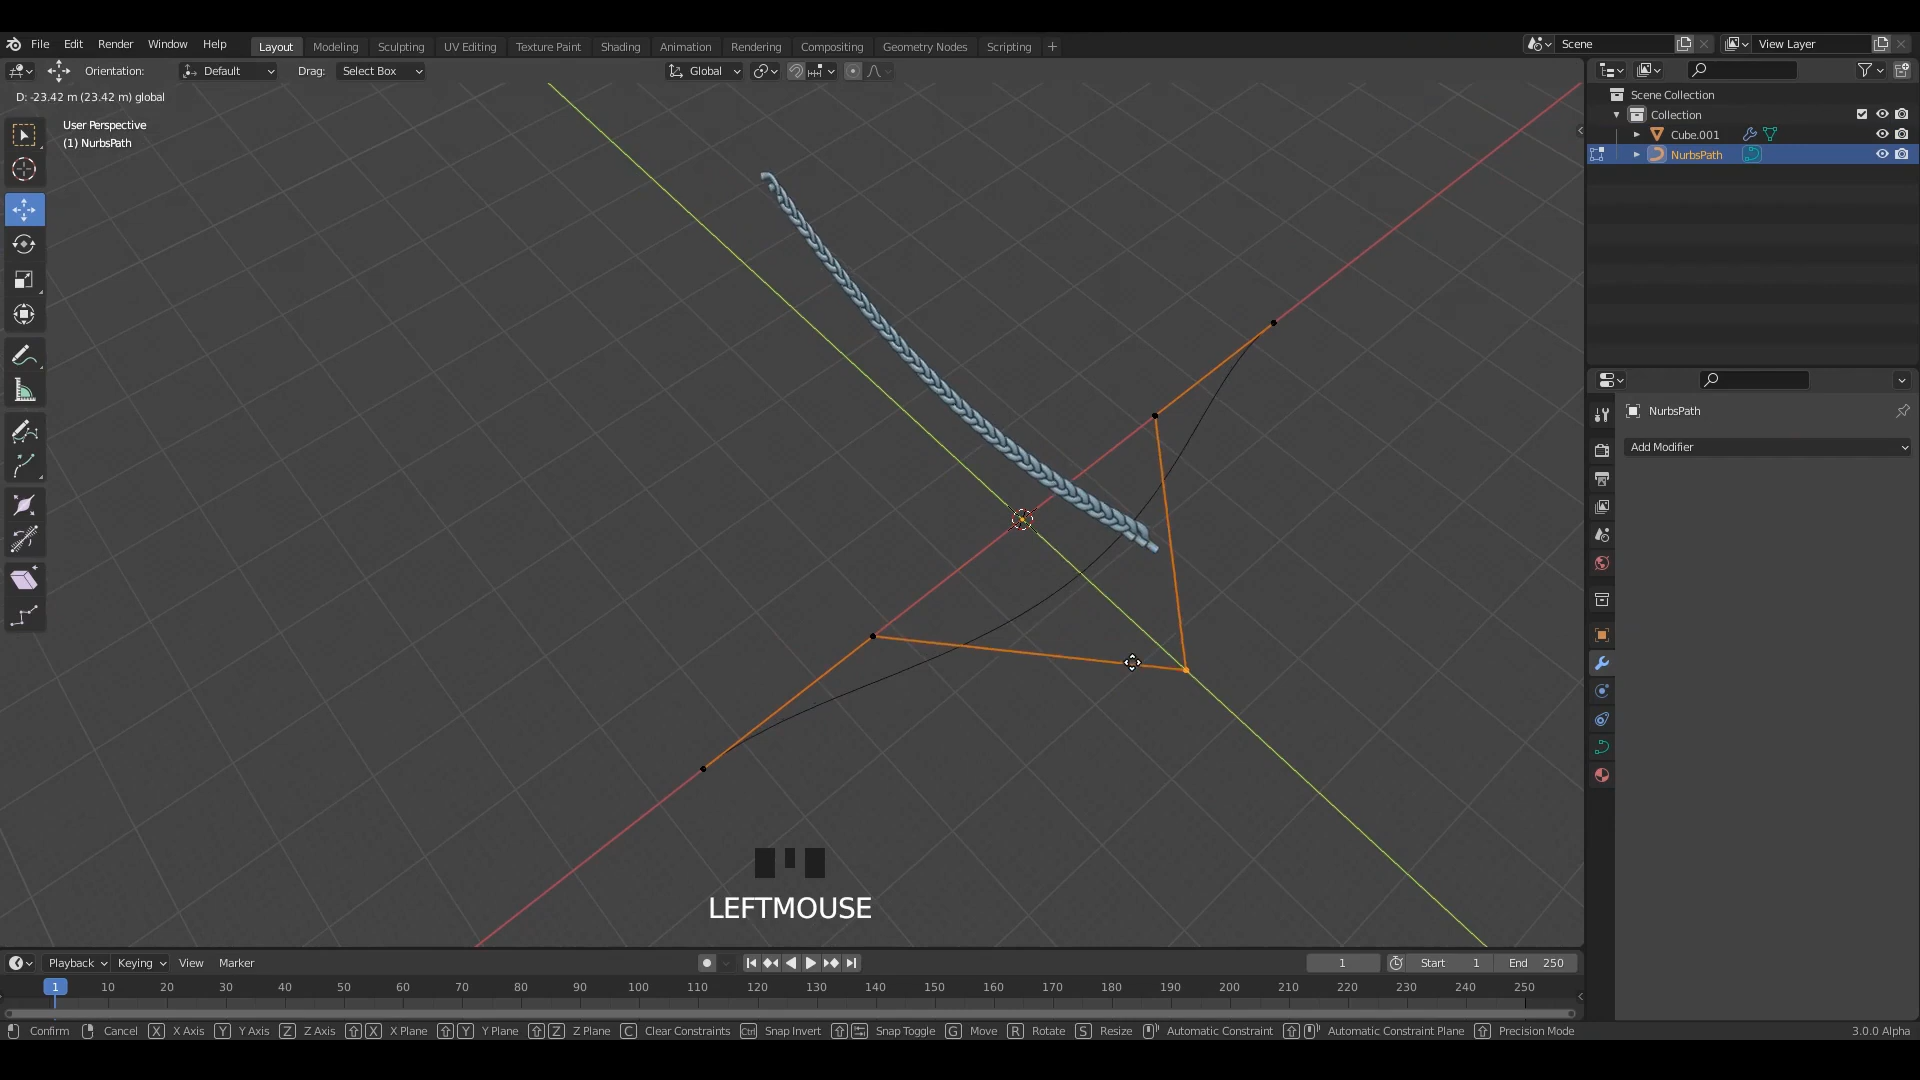 File Edit Render Window Help Layout Modeling Sculpting UV Editing Texture Paint Shading Animation Rendering Compositing Geometry Nodes Scripting + Scene View Layer
Orientation: Default Drag: Select Box Global
D: -23.42 m (23.42 m) global
User Perspective
(1) NurbsPath
Scene Collection
Collection
Cube.001
NurbsPath
NurbsPath
Add Modifier
LEFTMOUSE
Playback Keying View Marker 1 Start 1 End 250
1 10 20 30 40 50 60 70 80 90 100 110 120 130 140 150 160 170 180 190 200 210 220 230 240 250
Confirm Cancel X X Axis Y Y Axis Z Z Axis X X Plane Y Y Plane Z Z Plane C Clear Constraints Ctrl Snap Invert Snap Toggle G Move R Rotate S Resize Automatic Constraint Automatic Constraint Plane Precision Mode 3.0.0 Alpha